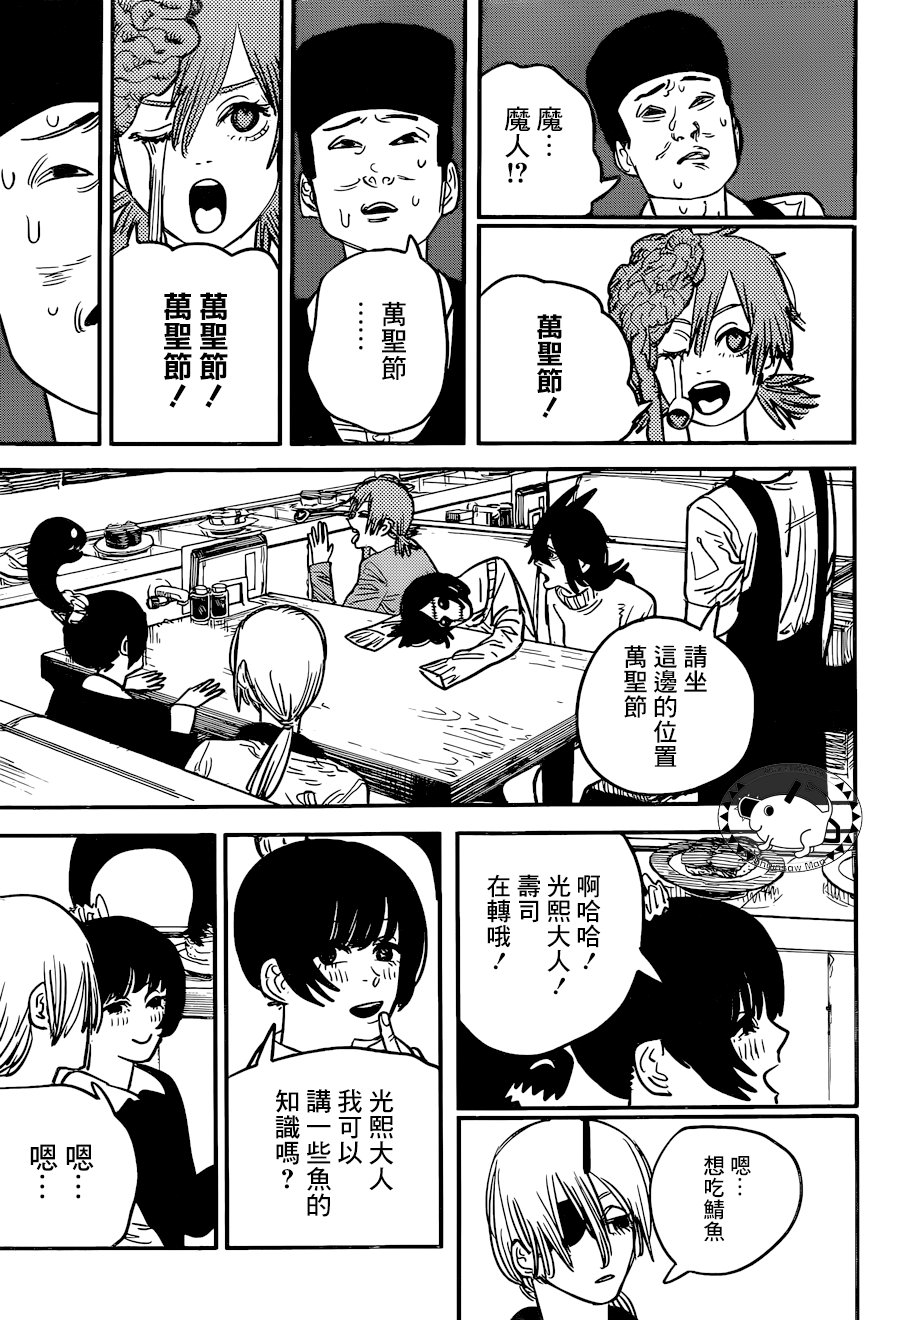 魔…
魔人!?
萬聖節!
萬聖節
……
萬聖節!
萬聖節!
請坐
這邊的位置
萬聖節
啊哈哈!
光熙大人!
壽司
在轉哦!
嗯…
想吃鯖魚
光熙大人
我可以
講一些魚的
知識嗎?
嗯…
嗯…